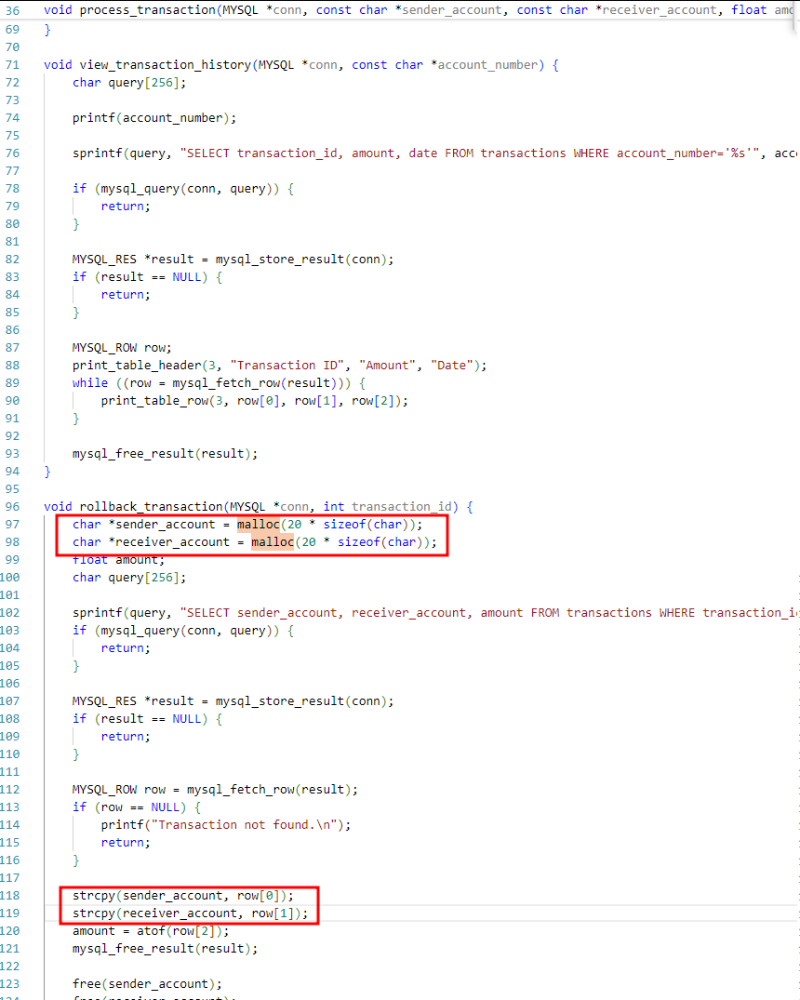 36 void process_transaction(MYSQL *conn, const char *sender_account, const char *receiver_account, float amo
69 }
70
71 void view_transaction_history(MYSQL *conn, const char *account_number) {
72 char query[256];
73
74 printf(account_number);
75
76 sprintf(query, "SELECT transaction_id, amount, date FROM transactions WHERE account_number='%s'", acc
77
78 if (mysql_query(conn, query)) {
79 return;
80 }
81
82 MYSQL_RES *result = mysql_store_result(conn);
83 if (result == NULL) {
84 return;
85 }
86
87 MYSQL_ROW row;
88 print_table_header(3, "Transaction ID", "Amount", "Date");
89 while ((row = mysql_fetch_row(result))) {
90 print_table_row(3, row[0], row[1], row[2]);
91 }
92
93 mysql_free_result(result);
94 }
95
96 void rollback_transaction(MYSQL *conn, int transaction_id) {
97 char *sender_account = malloc(20 * sizeof(char));
98 char *receiver_account = malloc(20 * sizeof(char));
99 float amount;
100 char query[256];
101
102 sprintf(query, "SELECT sender_account, receiver_account, amount FROM transactions WHERE transaction_i
103 if (mysql_query(conn, query)) {
104 return;
105 }
106
107 MYSQL_RES *result = mysql_store_result(conn);
108 if (result == NULL) {
109 return;
110 }
111
112 MYSQL_ROW row = mysql_fetch_row(result);
113 if (row == NULL) {
114 printf("Transaction not found.\n");
115 return;
116 }
117
118 strcpy(sender_account, row[0]);
119 strcpy(receiver_account, row[1]);
120 amount = atof(row[2]);
121 mysql_free_result(result);
122
123 free(sender_account);